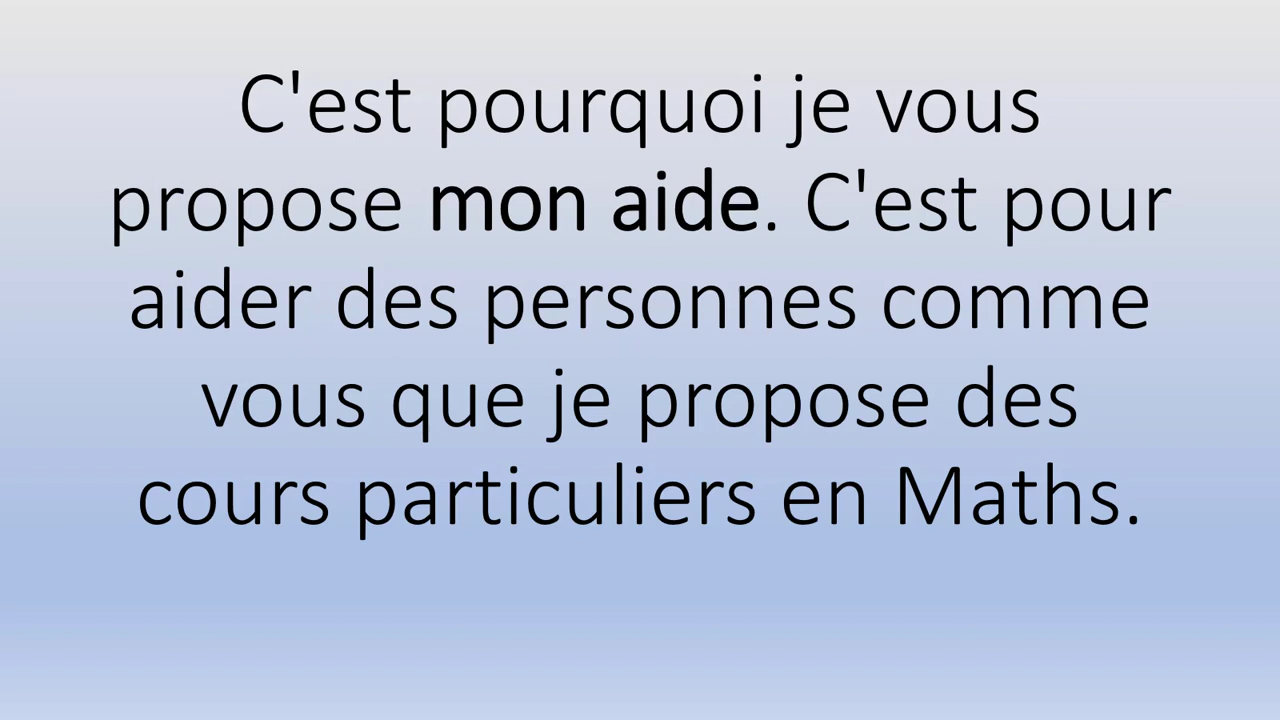 C'est pourquoi je vous
propose mon aide. C'est pour
aider des personnes comme
vous que je propose des
cours particuliers en Maths.